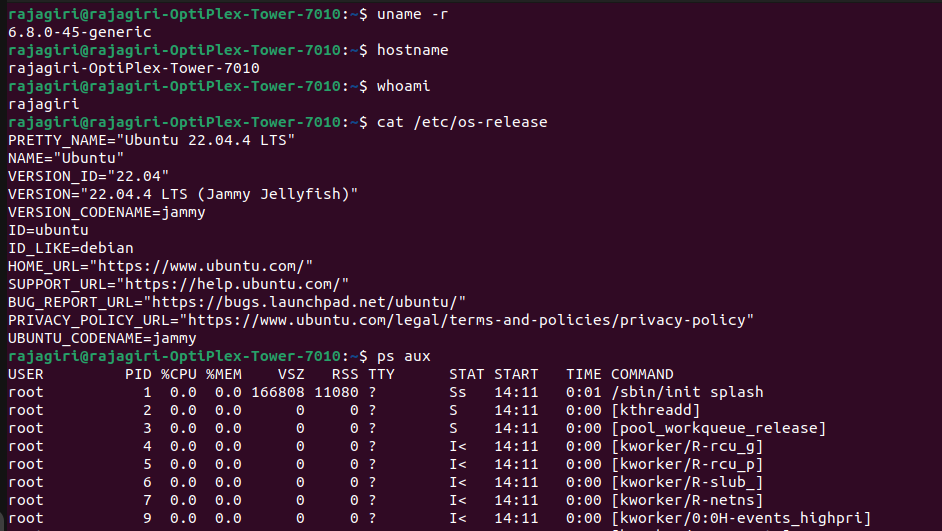 rajagiri@rajagiri-OptiPlex-Tower-7010:~$ uname -r
6.8.0-45-generic
rajagiri@rajagiri-OptiPlex-Tower-7010:~$ hostname
rajagiri-OptiPlex-Tower-7010
rajagiri@rajagiri-OptiPlex-Tower-7010:~$ whoami
rajagiri
rajagiri@rajagiri-OptiPlex-Tower-7010:~$ cat /etc/os-release
PRETTY_NAME="Ubuntu 22.04.4 LTS"
NAME="Ubuntu"
VERSION_ID="22.04"
VERSION="22.04.4 LTS (Jammy Jellyfish)"
VERSION_CODENAME=jammy
ID=ubuntu
ID_LIKE=debian
HOME_URL="https://www.ubuntu.com/"
SUPPORT_URL="https://help.ubuntu.com/"
BUG_REPORT_URL="https://bugs.launchpad.net/ubuntu/"
PRIVACY_POLICY_URL="https://www.ubuntu.com/legal/terms-and-policies/privacy-policy"
UBUNTU_CODENAME=jammy
rajagiri@rajagiri-OptiPlex-Tower-7010:~$ ps aux
USER         PID %CPU %MEM    VSZ   RSS TTY      STAT START   TIME COMMAND
root           1  0.0  0.0 166808 11080 ?        Ss   14:11   0:01 /sbin/init splash
root           2  0.0  0.0      0     0 ?        S    14:11   0:00 [kthreadd]
root           3  0.0  0.0      0     0 ?        S    14:11   0:00 [pool_workqueue_release]
root           4  0.0  0.0      0     0 ?        I<   14:11   0:00 [kworker/R-rcu_g]
root           5  0.0  0.0      0     0 ?        I<   14:11   0:00 [kworker/R-rcu_p]
root           6  0.0  0.0      0     0 ?        I<   14:11   0:00 [kworker/R-slub_]
root           7  0.0  0.0      0     0 ?        I<   14:11   0:00 [kworker/R-netns]
root           9  0.0  0.0      0     0 ?        I<   14:11   0:00 [kworker/0:0H-events_highpri]